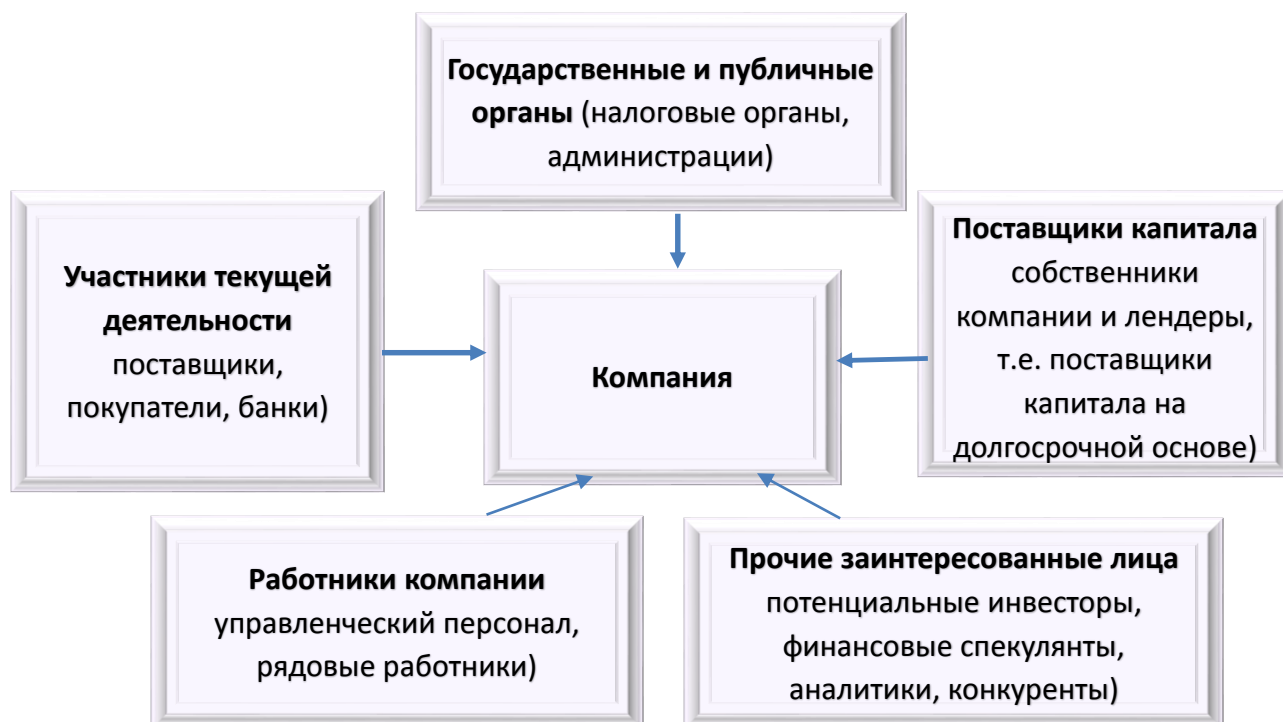 Государственные и публичные
органы (налоговые органы,
администрации)
Участники текущей
деятельности
поставщики,
покупатели, банки)
Компания
Поставщики капитала
собственники
компании и лендеры,
т.е. поставщики
капитала на
долгосрочной основе)
Работники компании
управленческий персонал,
рядовые работники)
Прочие заинтересованные лица
потенциальные инвесторы,
финансовые спекулянты,
аналитики, конкуренты)